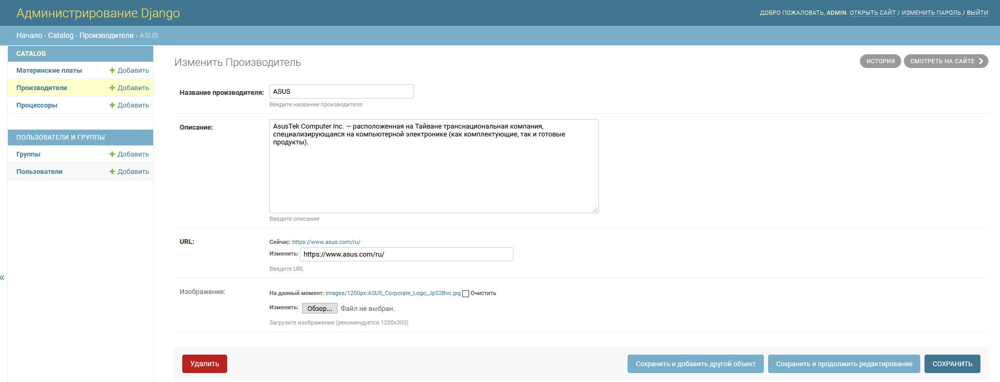 Администрирование Django
ДОБРО ПОЖАЛОВАТЬ, ADMIN. ОТКРЫТЬ САЙТ / ИЗМЕНИТЬ ПАРОЛЬ / ВЫЙТИ
Начало › Catalog › Производители › ASUS
CATALOG
Материнские платы Добавить
Производители Добавить
Процессоры Добавить
ПОЛЬЗОВАТЕЛИ И ГРУППЫ
Группы Добавить
Пользователи Добавить
«
Изменить Производитель
ИСТОРИЯ
СМОТРЕТЬ НА САЙТЕ
Название производителя: ASUS
Введите название производителя
Описание: AsusTek Computer Inc. — расположенная на Тайване транснациональная компания,
специализирующаяся на компьютерной электронике (как комплектующие, так и готовые
продукты).
Введите описание
URL: Сейчас: https://www.asus.com/ru/
Изменить: https://www.asus.com/ru/
Введите URL
Изображение: На данный момент: images/1200px-ASUS_Corporate_Logo_JpS2Bvc.jpg Очистить
Изменить: Обзор... Файл не выбран.
Загрузите изображение (рекомендуется 1200x300)
Удалить
Сохранить и добавить другой объект
Сохранить и продолжить редактирование
СОХРАНИТЬ